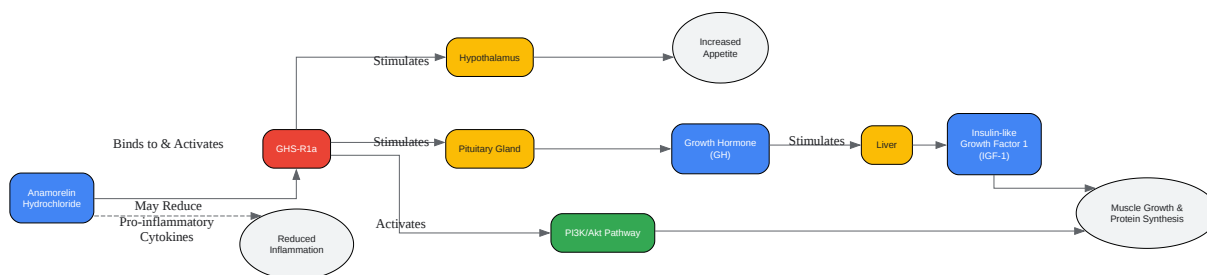 Stimulates
Hypothalamus
Increased
Appetite
Binds to & Activates
GHS-R1a
Stimulates
Pituitary Gland
Growth Hormone
(GH)
Stimulates
Liver
Insulin-like
Growth Factor 1
(IGF-1)
Anamorelin
Hydrochloride
May Reduce
Pro-inflammatory
Cytokines
Reduced
Inflammation
Activates
PI3K/Akt Pathway
Muscle Growth &
Protein Synthesis